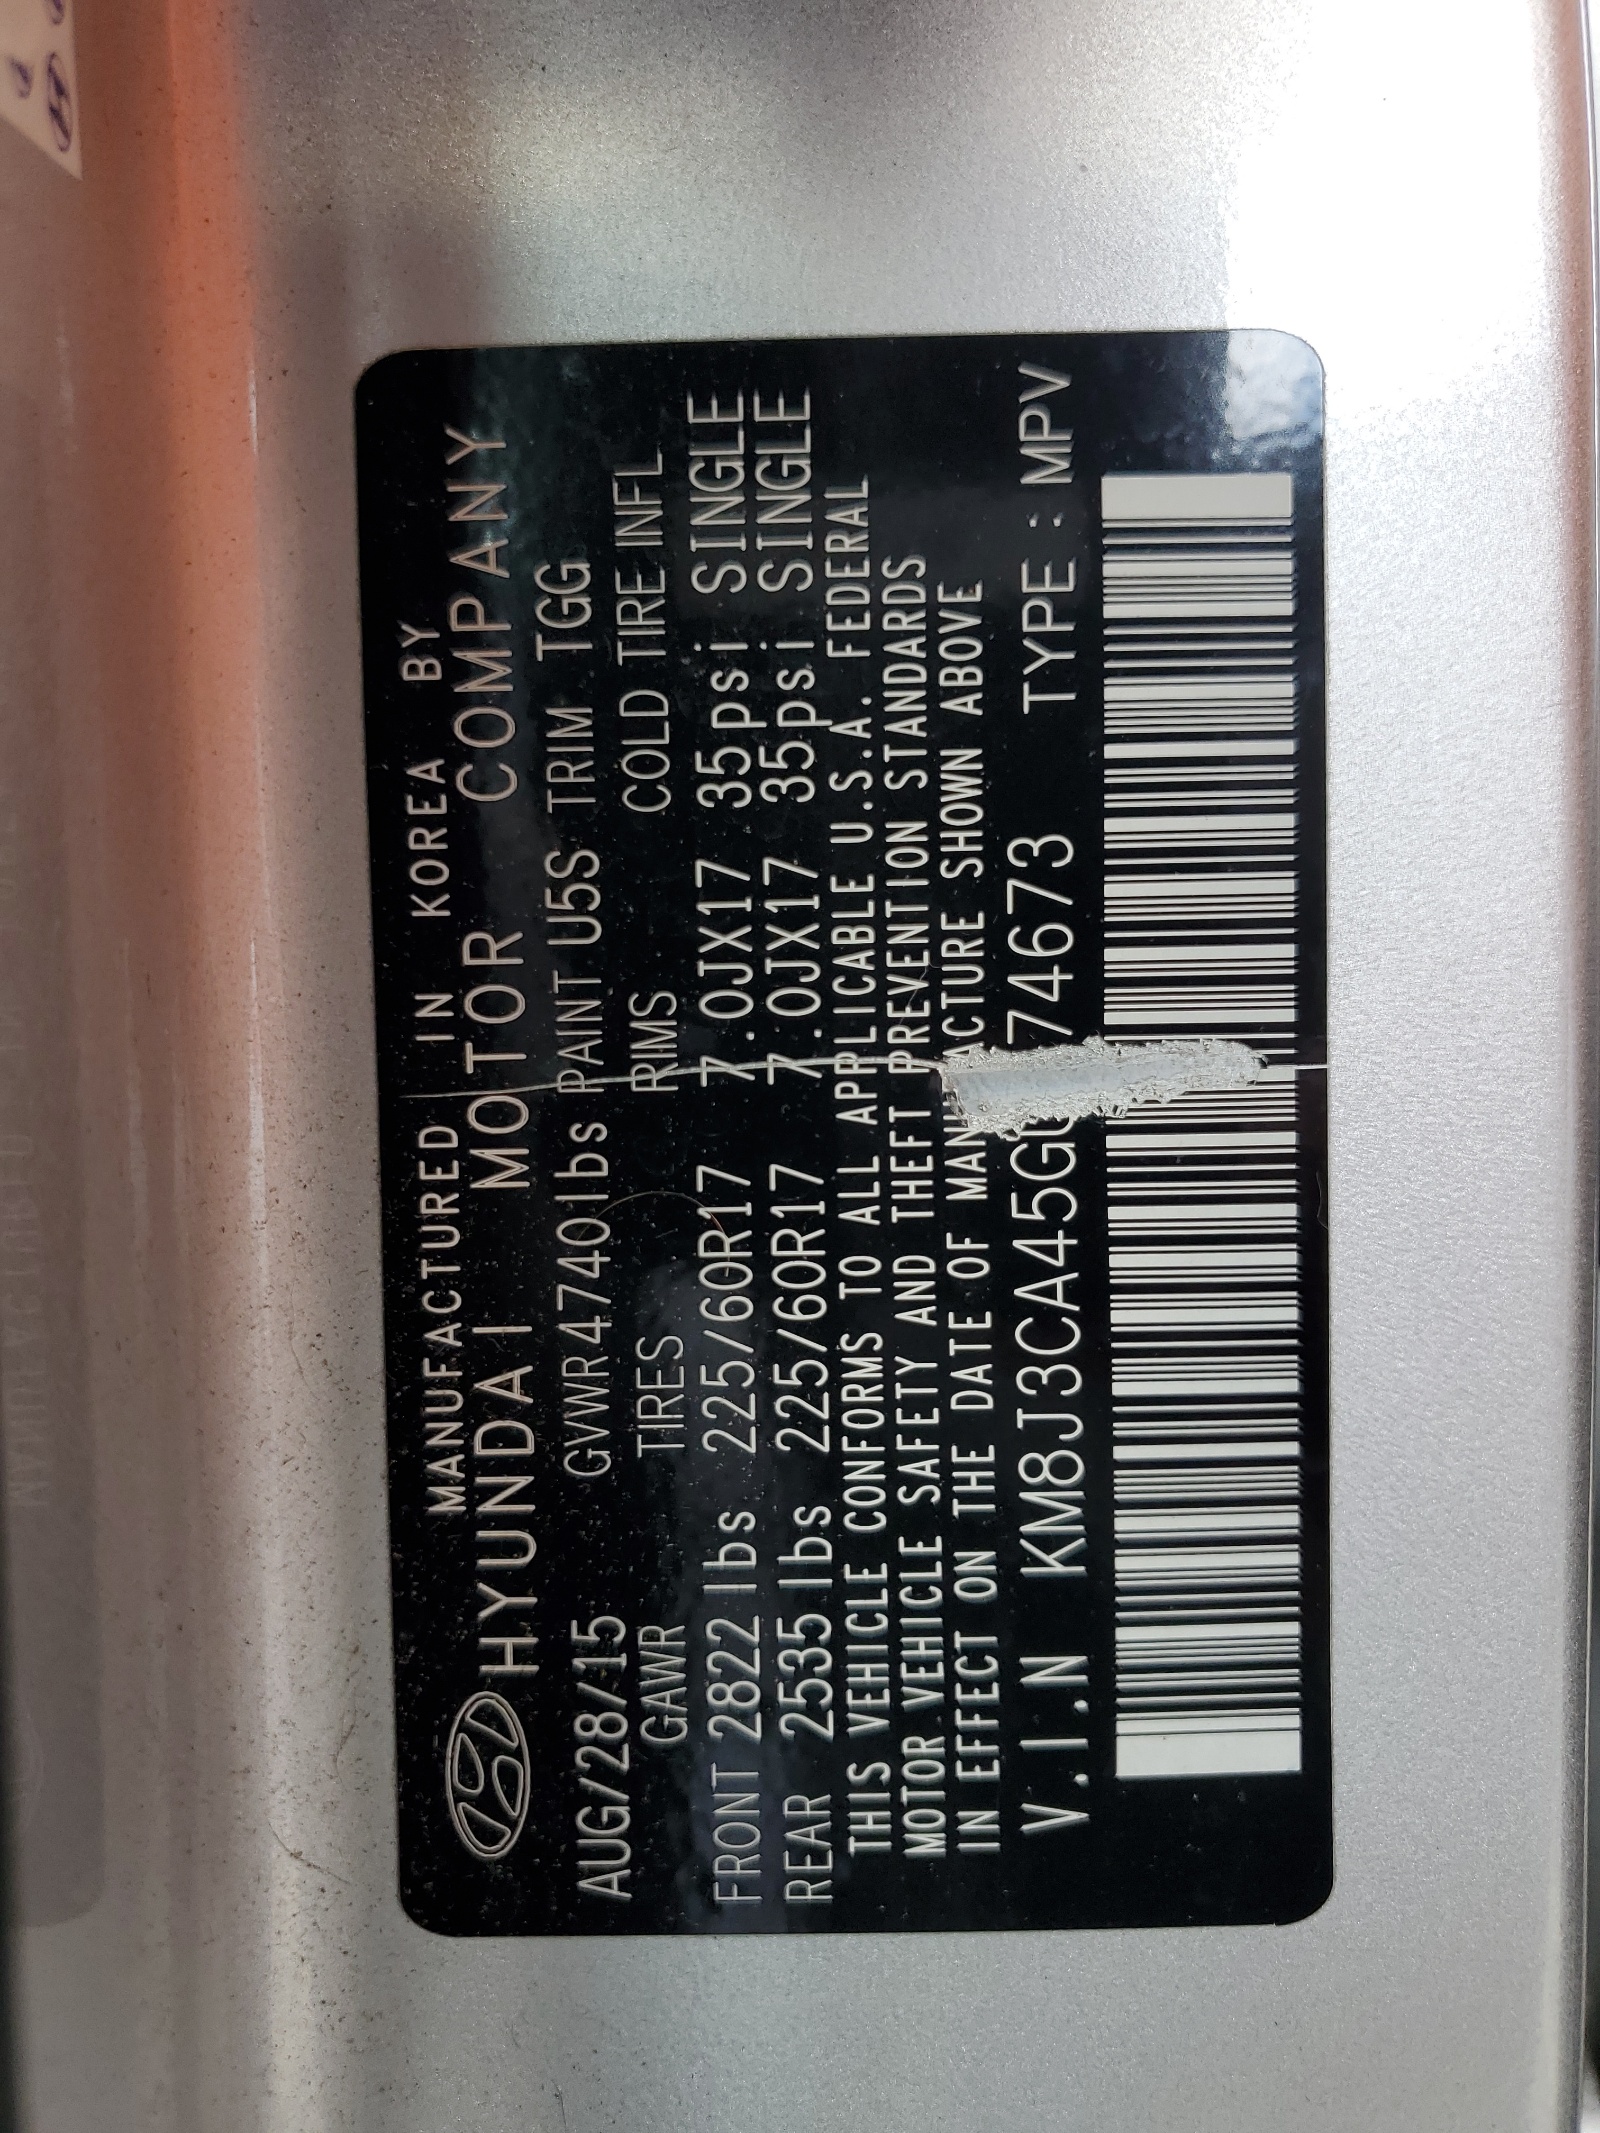 MANUFACTURED IN KOREA BY
HYUNDAI MOTOR COMPANY
AUG/28/15 GVWR 4740lbs PAINT U5S TRIM TGG
GAWR TIRES RIMS COLD TIRE INFL
FRONT 2822 lbs 225/60R17 7.0JX17 35psi SINGLE
REAR 2535 lbs 225/60R17 7.0JX17 35psi SINGLE
THIS VEHICLE CONFORMS TO ALL APPLICABLE U.S.A. FEDERAL
MOTOR VEHICLE SAFETY AND THEFT PREVENTION STANDARDS
IN EFFECT ON THE DATE OF MANUFACTURE SHOWN ABOVE
V.I.N KM8J3CA45G 74673 TYPE : MPV